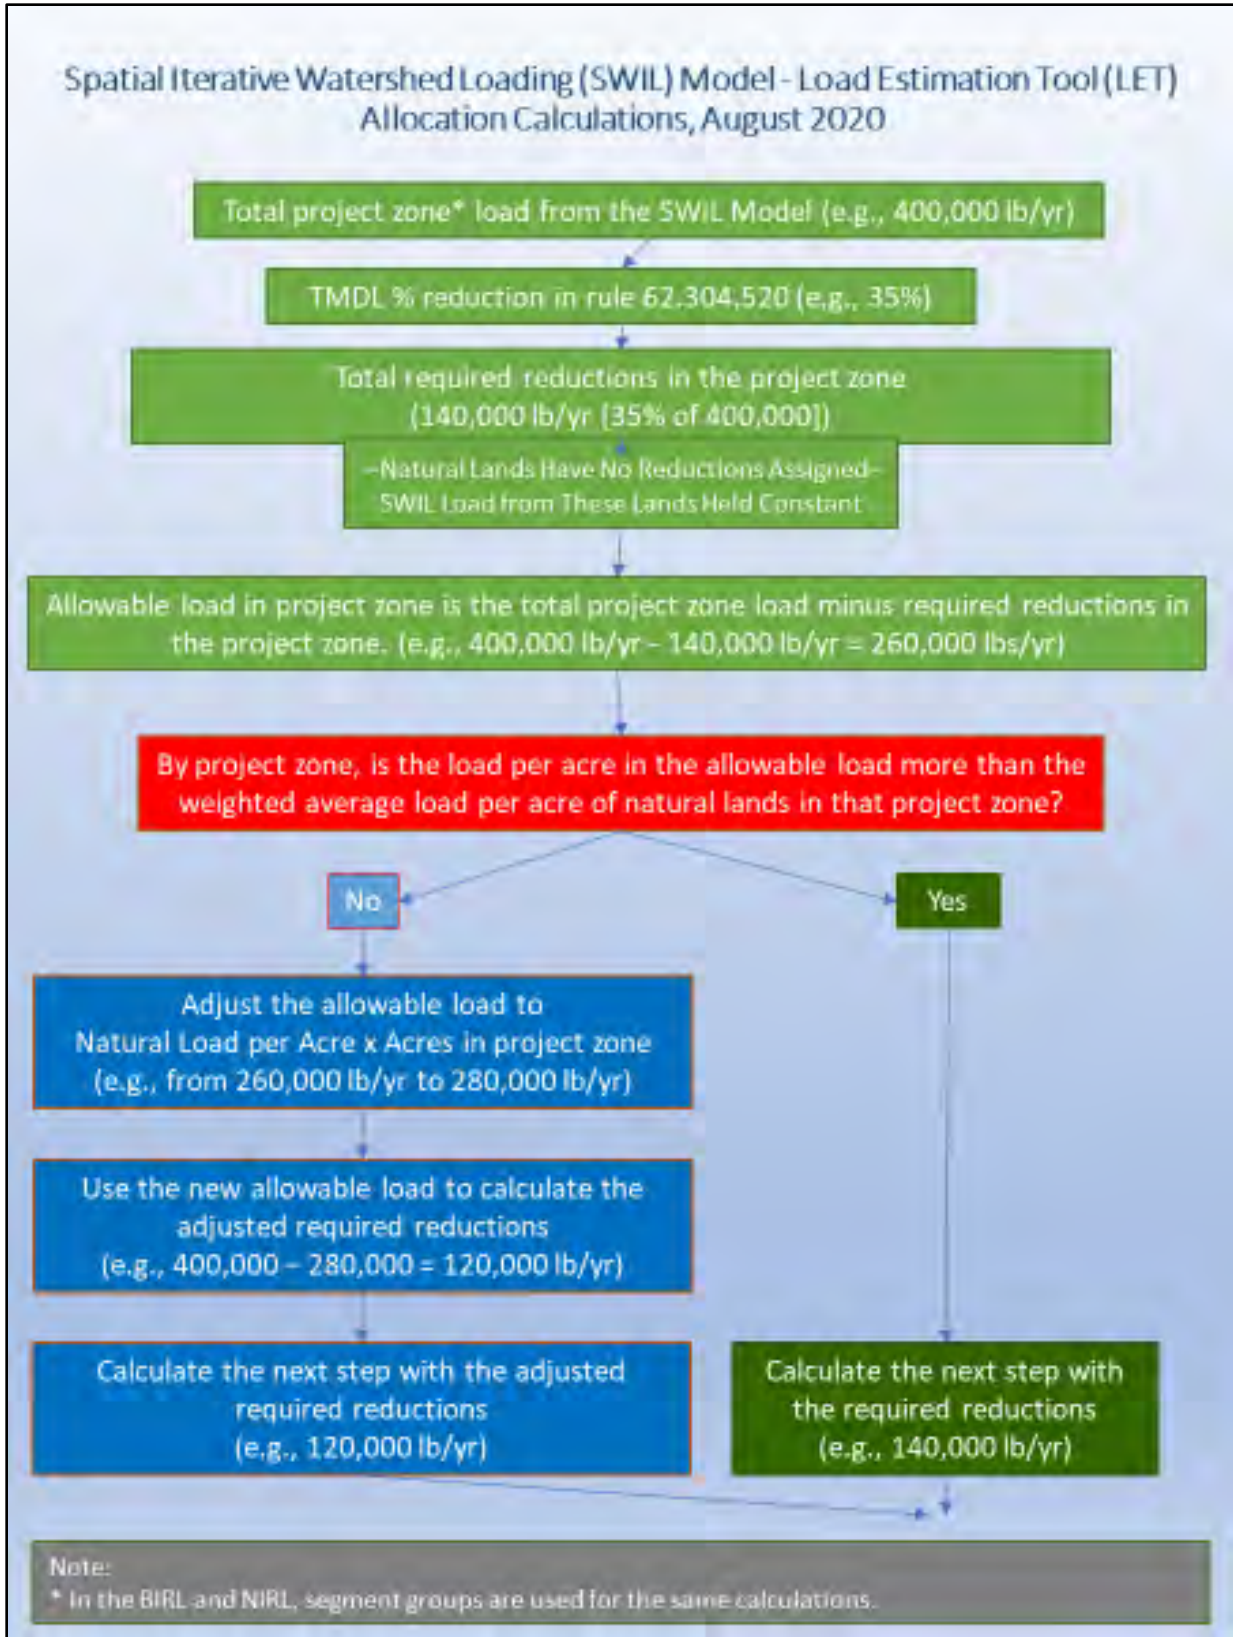 Spatial Iterative Watershed Loading (SWIL) Model - Load Estimation Tool (LET)
Allocation Calculations, August 2020
Total project zone* load from the SWIL Model (e.g., 400,000 lb/yr)
TMDL % reduction in rule 62.304.520 (e.g., 35%)
Total required reductions in the project zone
(140,000 lb/yr [35% of 400,000])
–Natural Lands Have No Reductions Assigned–
SWIL Load from These Lands Held Constant
Allowable load in project zone is the total project zone load minus required reductions in
the project zone. (e.g., 400,000 lb/yr – 140,000 lb/yr = 260,000 lbs/yr)
By project zone, is the load per acre in the allowable load more than the
weighted average load per acre of natural lands in that project zone?
No
Yes
Adjust the allowable load to
Natural Load per Acre x Acres in project zone
(e.g., from 260,000 lb/yr to 280,000 lb/yr)
Use the new allowable load to calculate the
adjusted required reductions
(e.g., 400,000 – 280,000 = 120,000 lb/yr)
Calculate the next step with the adjusted
required reductions
(e.g., 120,000 lb/yr)
Calculate the next step with
the required reductions
(e.g., 140,000 lb/yr)
Note:
* In the BIRL and NIRL, segment groups are used for the same calculations.